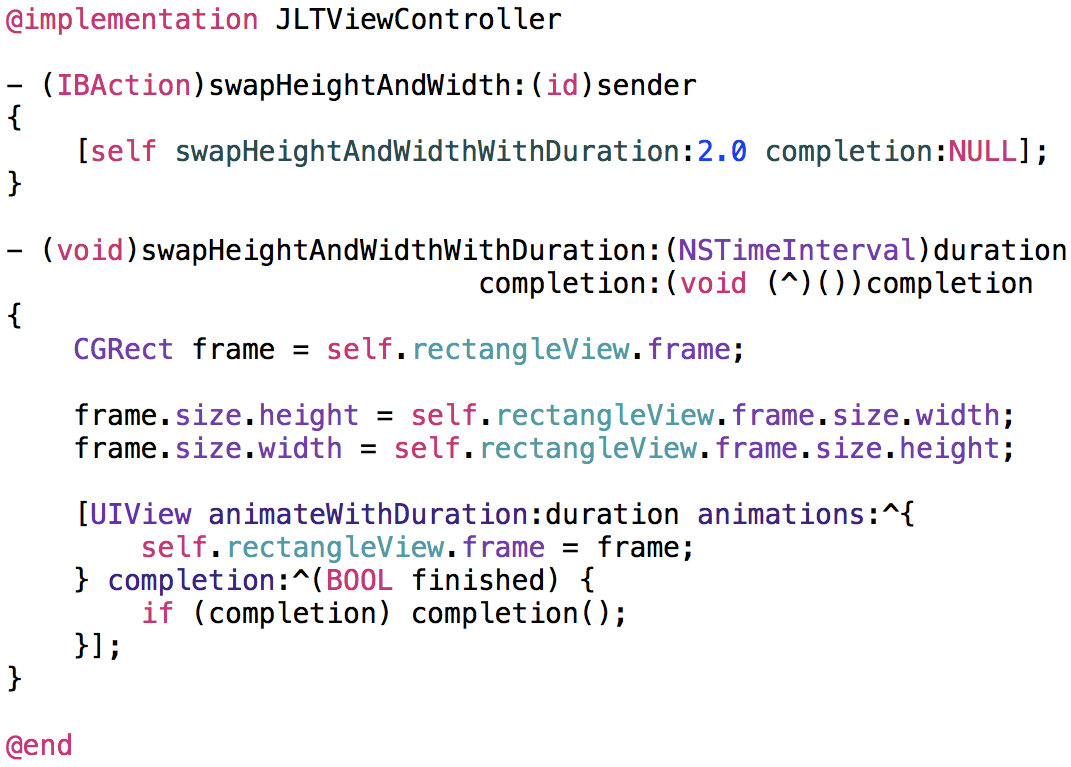 @implementation JLTViewController

- (IBAction)swapHeightAndWidth:(id)sender
{
    [self swapHeightAndWidthWithDuration:2.0 completion:NULL];
}

- (void)swapHeightAndWidthWithDuration:(NSTimeInterval)duration
                            completion:(void (^)())completion
{
    CGRect frame = self.rectangleView.frame;

    frame.size.height = self.rectangleView.frame.size.width;
    frame.size.width = self.rectangleView.frame.size.height;

    [UIView animateWithDuration:duration animations:^{
        self.rectangleView.frame = frame;
    } completion:^(BOOL finished) {
        if (completion) completion();
    }];
}

@end